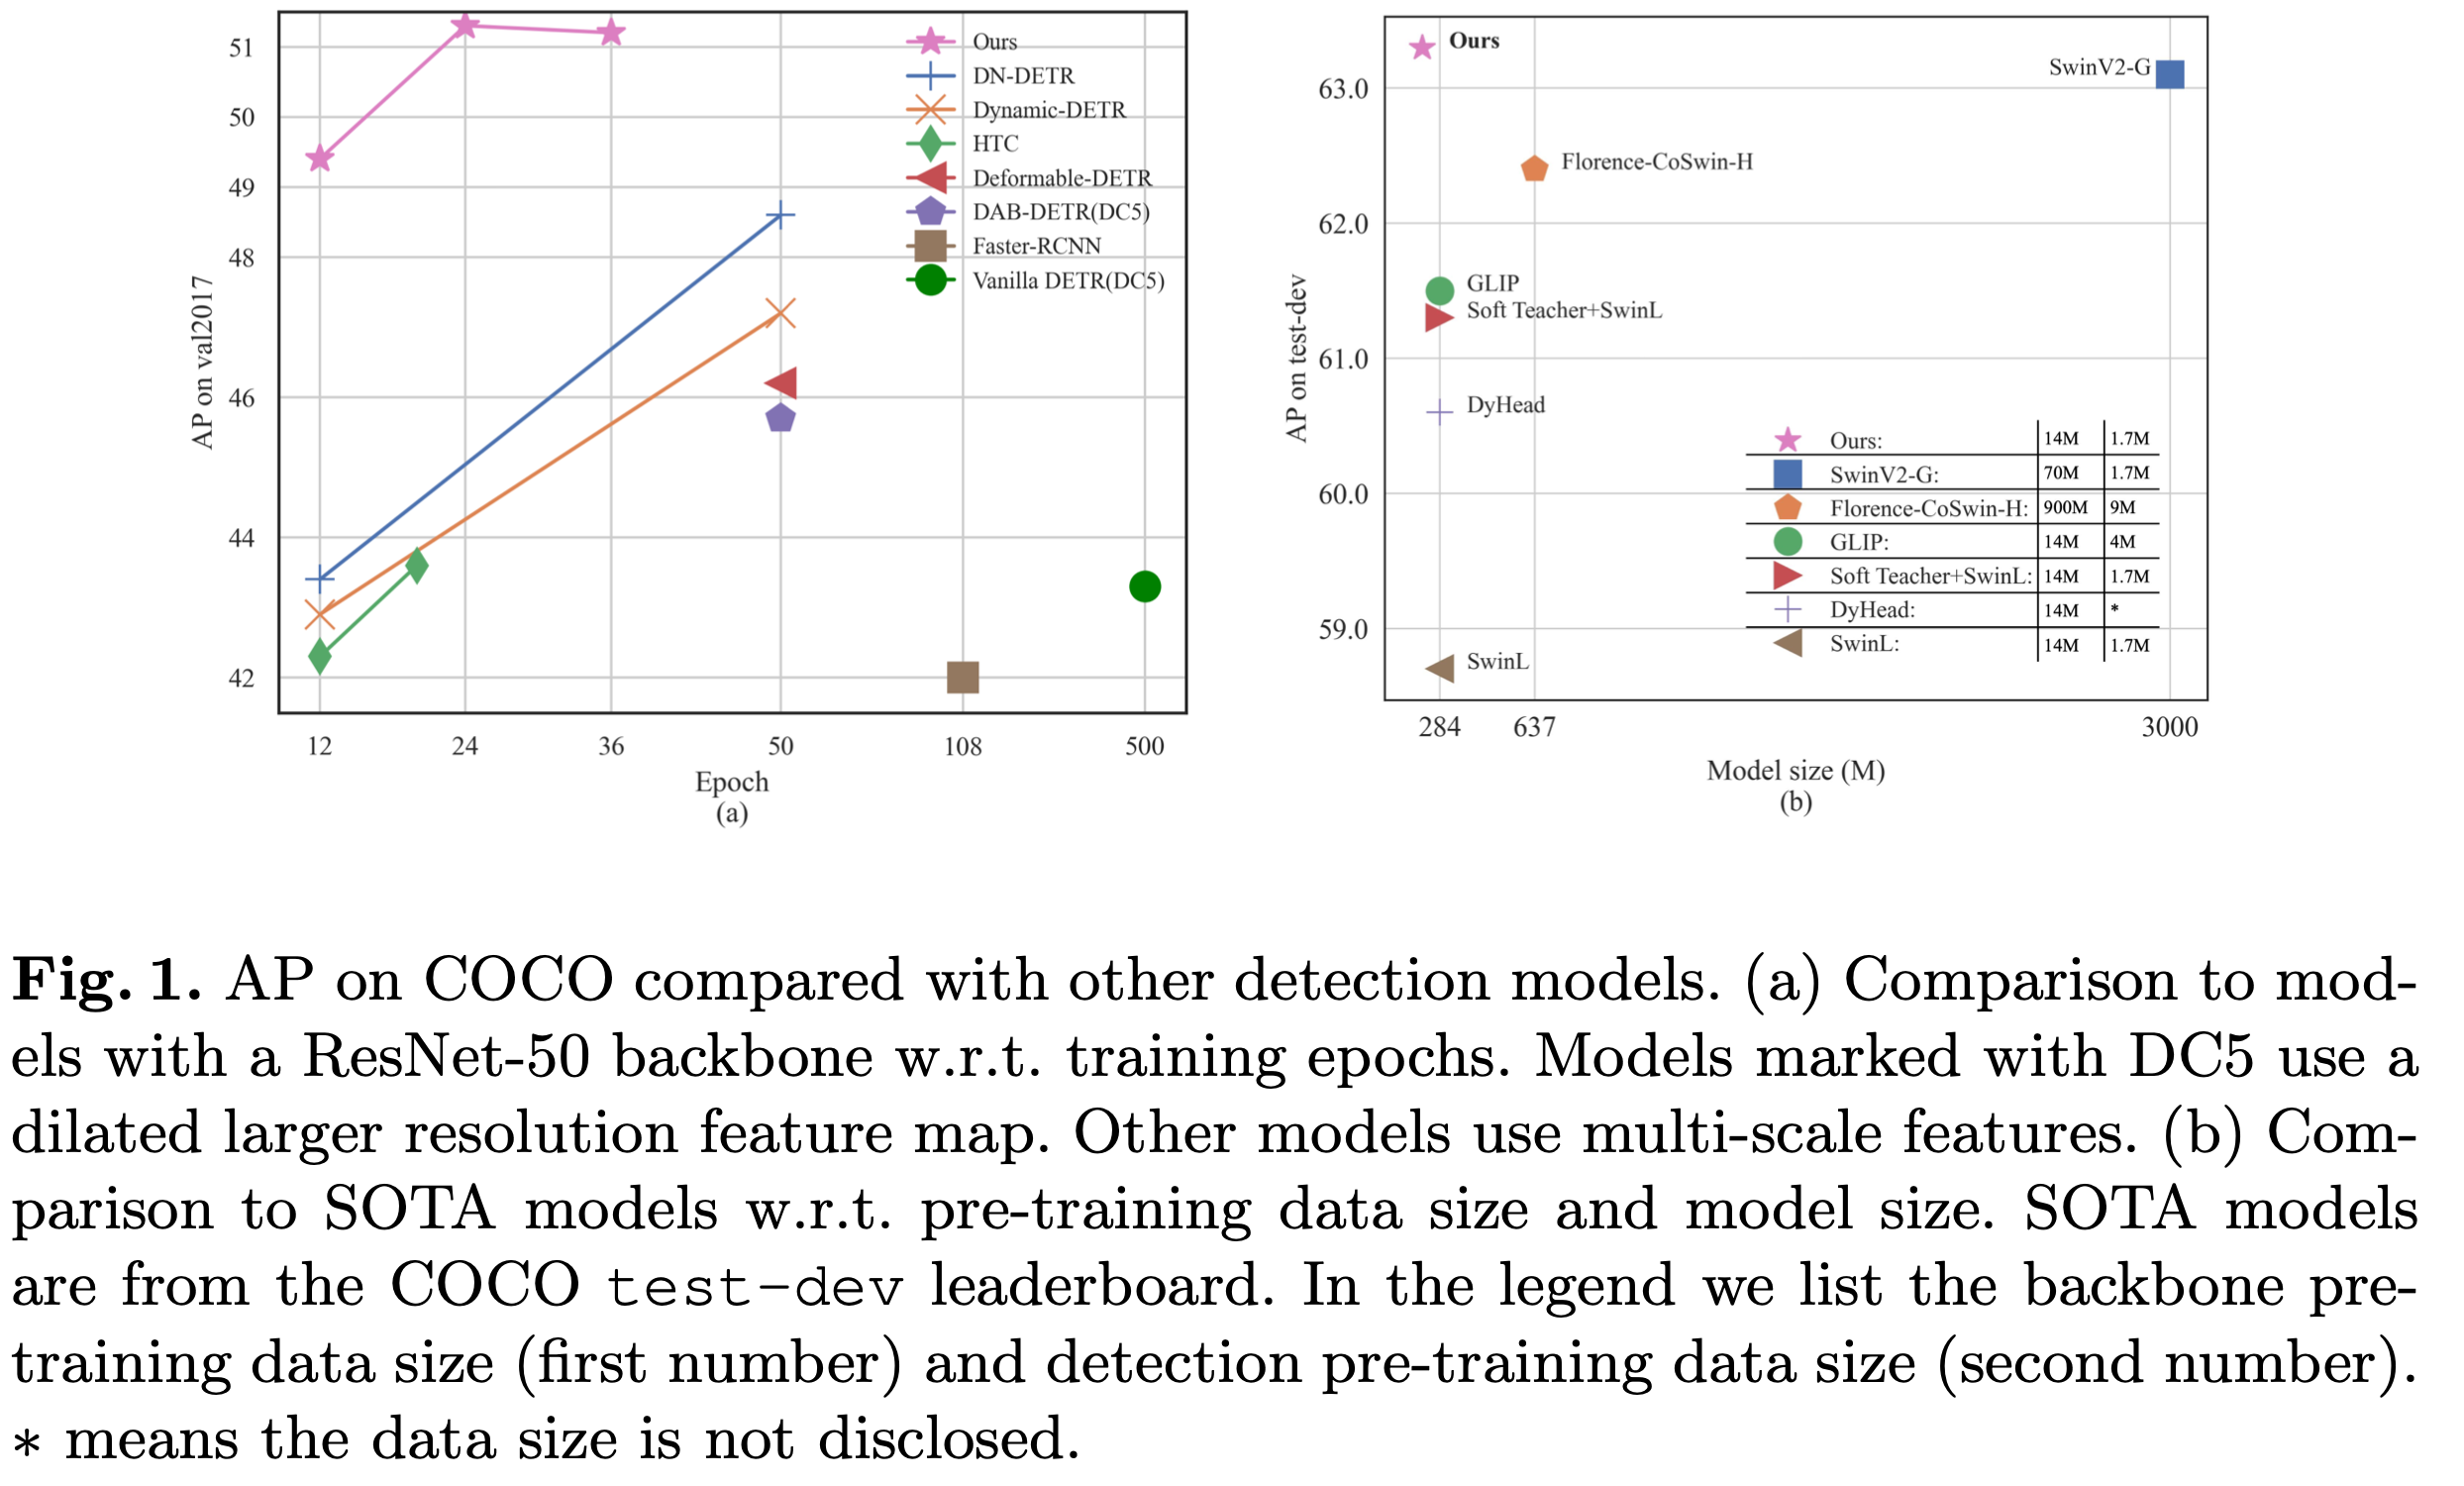 51
50
49
48
46
44
42
AP on val2017
12 24 36 50 108 500
Epoch
(a)
Ours
DN-DETR
Dynamic-DETR
HTC
Deformable-DETR
DAB-DETR(DC5)
Faster-RCNN
Vanilla DETR(DC5)
63.0
62.0
61.0
60.0
59.0
AP on test-dev
Ours
SwinV2-G
Florence-CoSwin-H
GLIP
Soft Teacher+SwinL
DyHead
SwinL
Ours: 14M 1.7M
SwinV2-G: 70M 1.7M
Florence-CoSwin-H: 900M 9M
GLIP: 14M 4M
Soft Teacher+SwinL: 14M 1.7M
DyHead: 14M *
SwinL: 14M 1.7M
284 637 3000
Model size (M)
(b)
Fig. 1. AP on COCO compared with other detection models. (a) Comparison to mod-
els with a ResNet-50 backbone w.r.t. training epochs. Models marked with DC5 use a
dilated larger resolution feature map. Other models use multi-scale features. (b) Com-
parison to SOTA models w.r.t. pre-training data size and model size. SOTA models
are from the COCO test-dev leaderboard. In the legend we list the backbone pre-
training data size (first number) and detection pre-training data size (second number).
* means the data size is not disclosed.